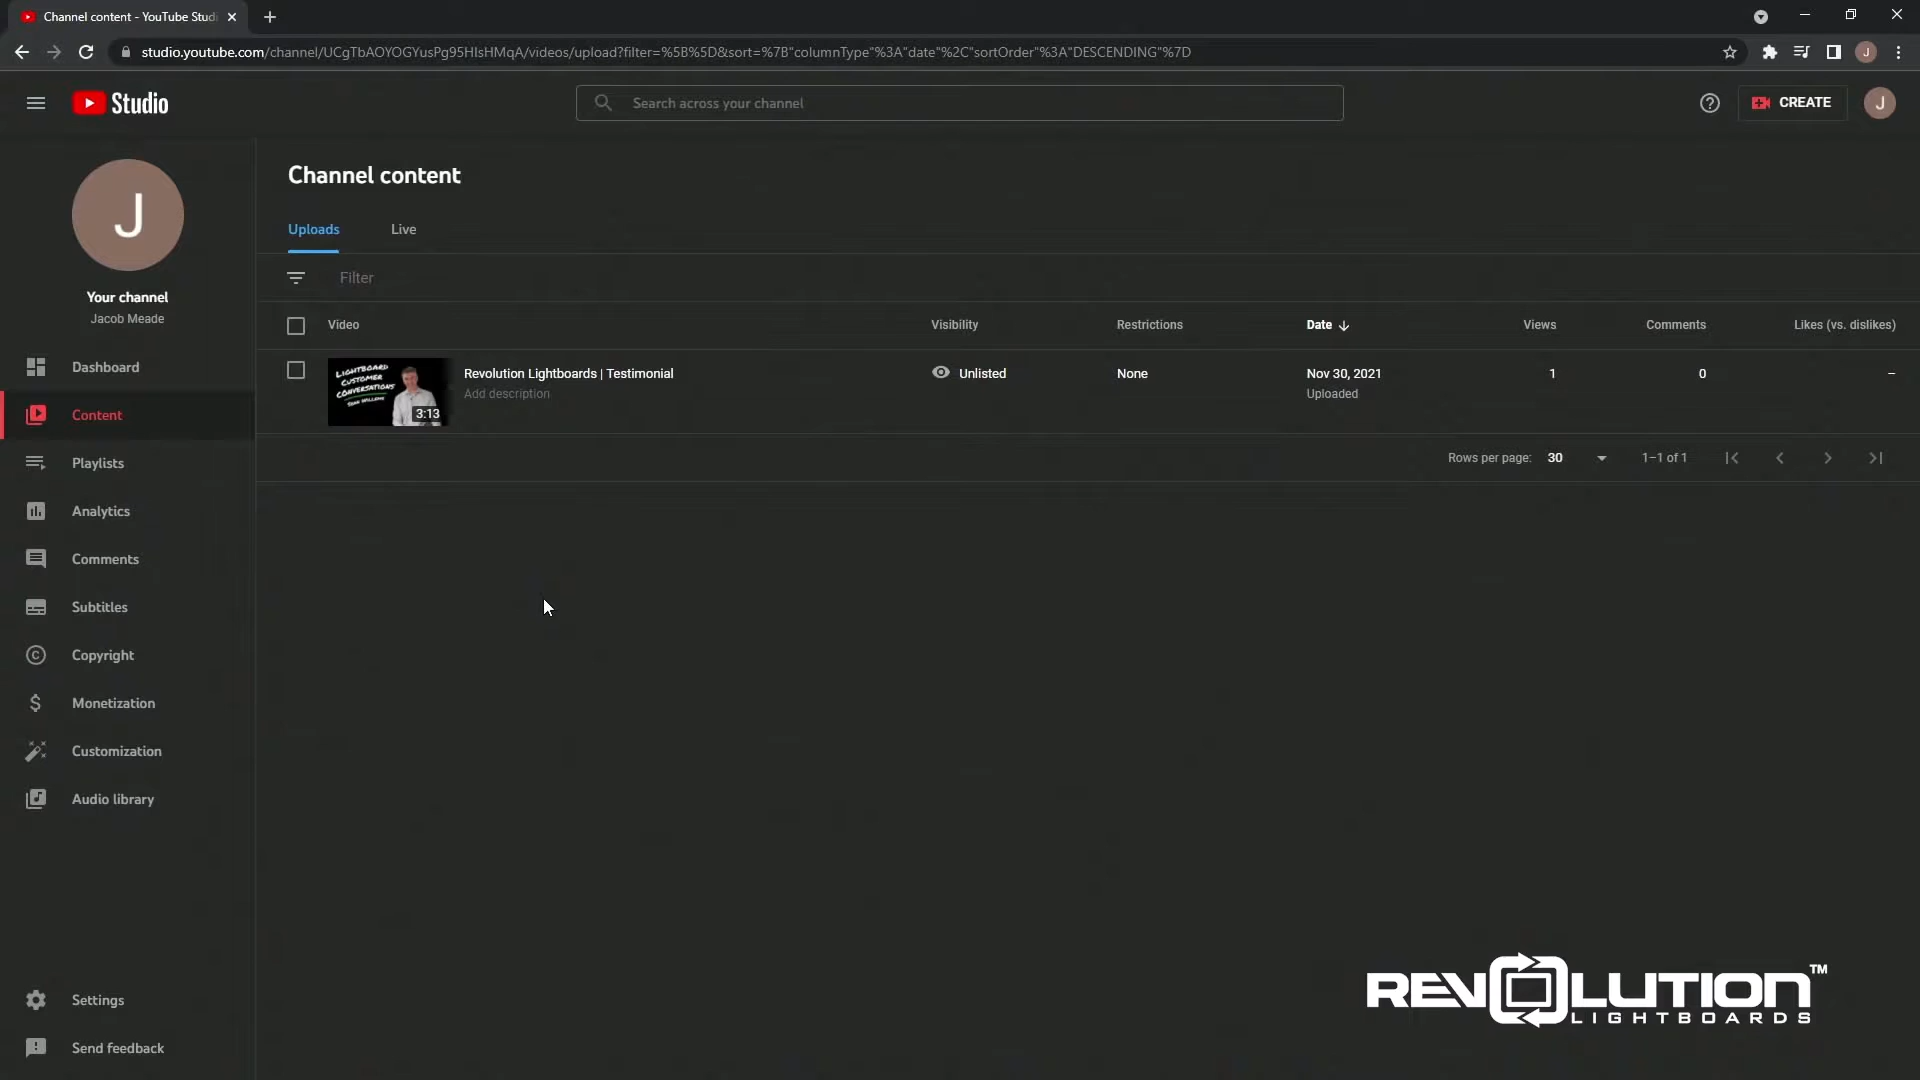 Channel content - YouTube Studi
studio.youtube.com/channel/UCgTbAOYOGYusPg95HIsHMqA/videos/upload?filter=%5B%5D&sort=%7B"columnType"%3A"date"%2C"sortOrder"%3A"DESCENDING"%7D
J
Studio
Search across your channel
CREATE
J
J
Your channel
Jacob Meade
Dashboard
Content
Playlists
Analytics
Comments
Subtitles
Copyright
Monetization
Customization
Audio library
Settings
Send feedback
Channel content
Uploads Live
Filter
Video Visibility Restrictions Date Views Comments Likes (vs. dislikes)
LIGHTBOARD
CUSTOMER
CONVERSATIONS
3:13
Revolution Lightboards | Testimonial Unlisted None Nov 30, 2021 1 0 –
Add description Uploaded
Rows per page: 30 1–1 of 1
REVOLUTION™
LIGHTBOARDS